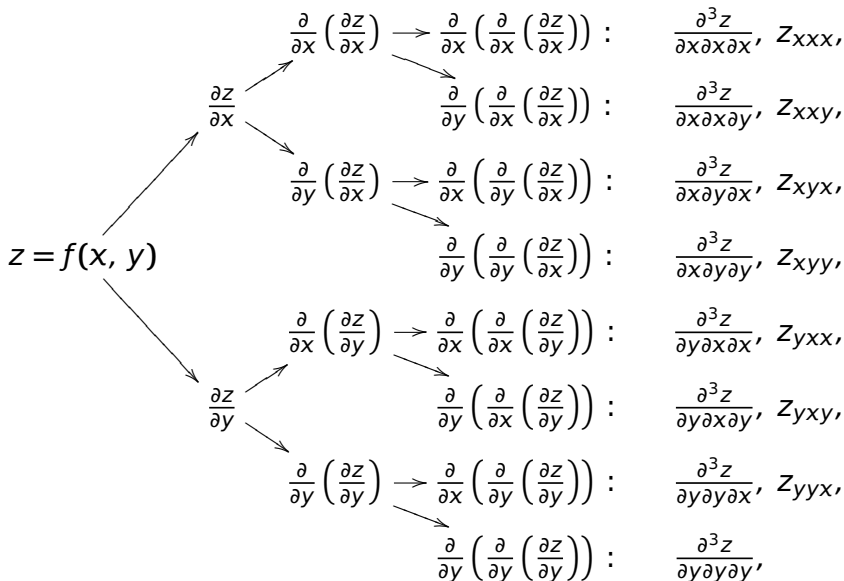 ∂/∂x (∂z/∂x) → ∂/∂x (∂/∂x (∂z/∂x)) : ∂³z/∂x∂x∂x, z_xxx,
∂z/∂x ∂/∂y (∂/∂x (∂z/∂x)) : ∂³z/∂x∂x∂y, z_xxy,
∂/∂y (∂z/∂x) → ∂/∂x (∂/∂y (∂z/∂x)) : ∂³z/∂x∂y∂x, z_xyx,
z = f(x, y) ∂/∂y (∂/∂y (∂z/∂x)) : ∂³z/∂x∂y∂y, z_xyy,
∂/∂x (∂z/∂y) → ∂/∂x (∂/∂x (∂z/∂y)) : ∂³z/∂y∂x∂x, z_yxx,
∂z/∂y ∂/∂y (∂/∂x (∂z/∂y)) : ∂³z/∂y∂x∂y, z_yxy,
∂/∂y (∂z/∂y) → ∂/∂x (∂/∂y (∂z/∂y)) : ∂³z/∂y∂y∂x, z_yyx,
∂/∂y (∂/∂y (∂z/∂y)) : ∂³z/∂y∂y∂y,